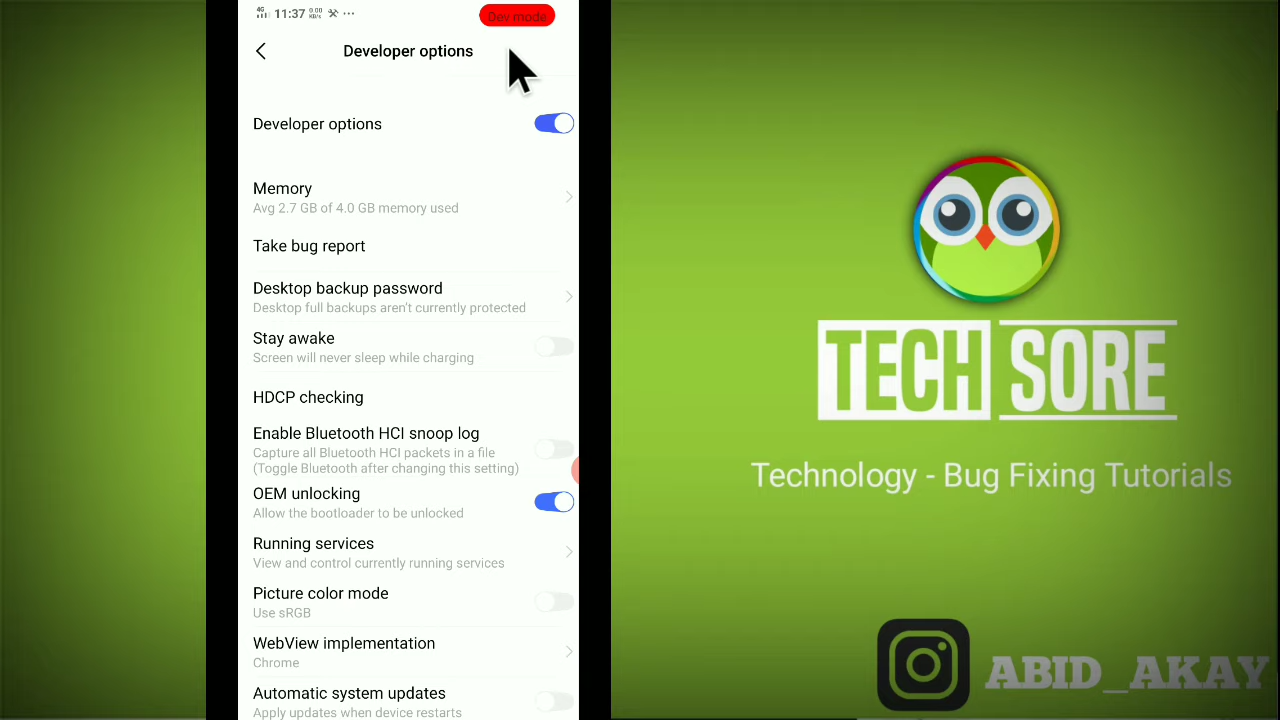 4G 11:37 0.00 KB/s ...
Dev mode
Developer options
Developer options
Memory
Avg 2.7 GB of 4.0 GB memory used
Take bug report
Desktop backup password
Desktop full backups aren't currently protected
Stay awake
Screen will never sleep while charging
HDCP checking
Enable Bluetooth HCI snoop log
Capture all Bluetooth HCI packets in a file
(Toggle Bluetooth after changing this setting)
OEM unlocking
Allow the bootloader to be unlocked
Running services
View and control currently running services
Picture color mode
Use sRGB
WebView implementation
Chrome
Automatic system updates
Apply updates when device restarts
TECH SORE
Technology - Bug Fixing Tutorials
ABID_AKAY